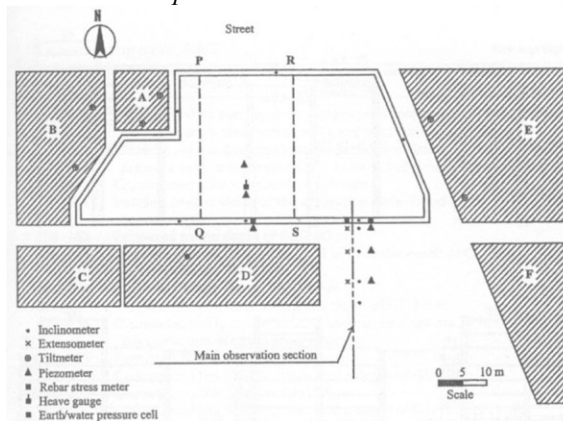 N
Street
P R
A
B
E
Q S
C
D
F
Inclinometer
Extensometer
Tiltmeter
Piezometer
Rebar stress meter
Heave gauge
Earth/water pressure cell
Main observation section
0 5 10 m
Scale